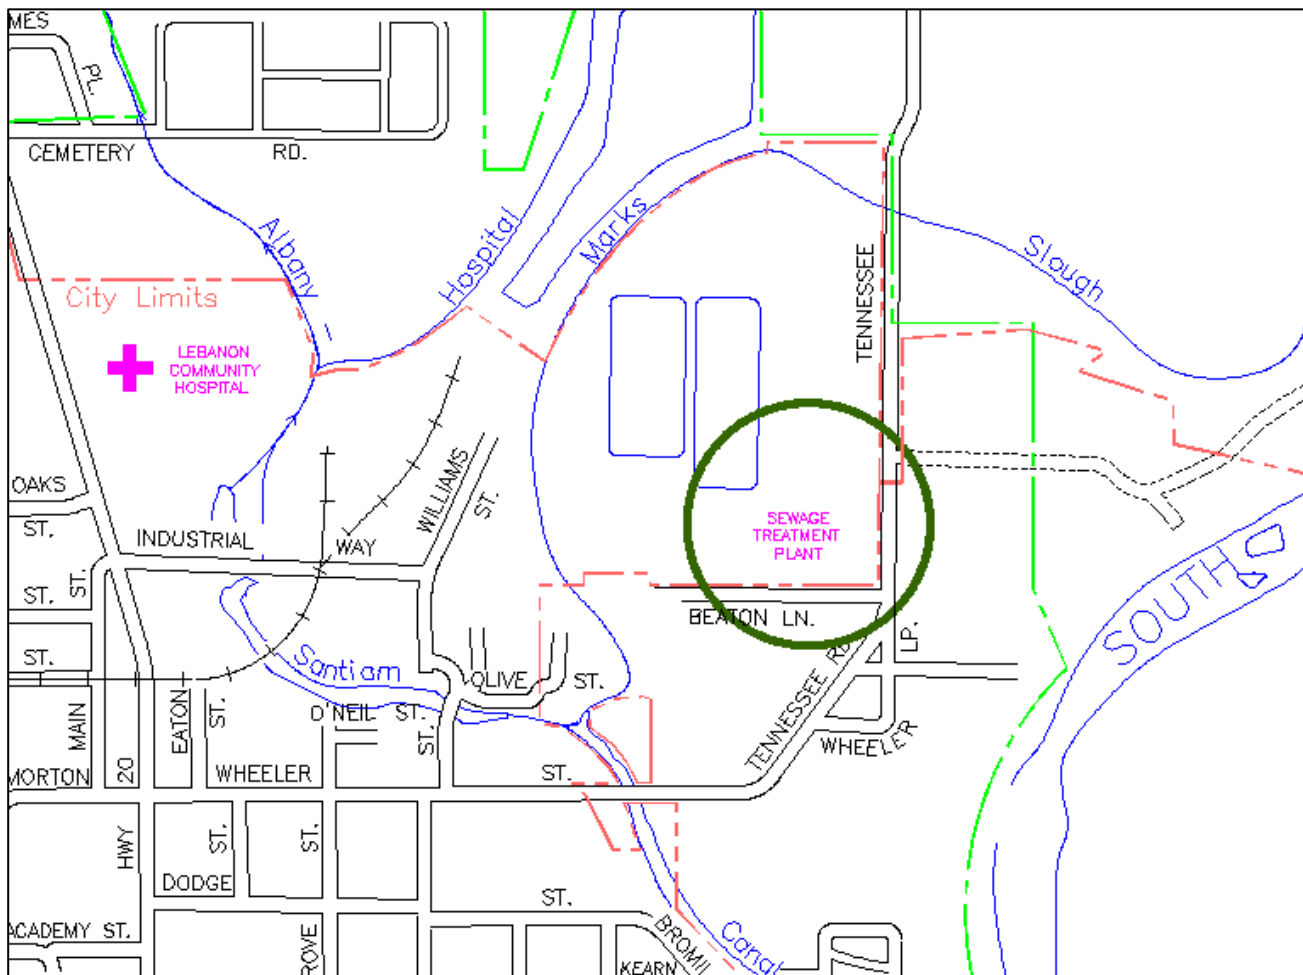 MES
PL.
CEMETERY RD.
Albany
Hospital
Marks
TENNESSEE
Slough
City Limits
LEBANON
COMMUNITY
HOSPITAL
OAKS
ST.
INDUSTRIAL WAY
WILLIAMS
ST.
SEWAGE
TREATMENT
PLANT
ST.
ST.
BEATON LN.
SOUTH
LP.
ST.
Santiam
OLIVE ST.
TENNESSEE RD.
MAIN
EATON
ST.
O'NEIL ST.
ST.
WHEELER
MORTON
20
WHEELER
ST.
HWY
ST.
ST.
DODGE
ST.
ACADEMY ST.
ROVE
BROMI
Canal
KEARN